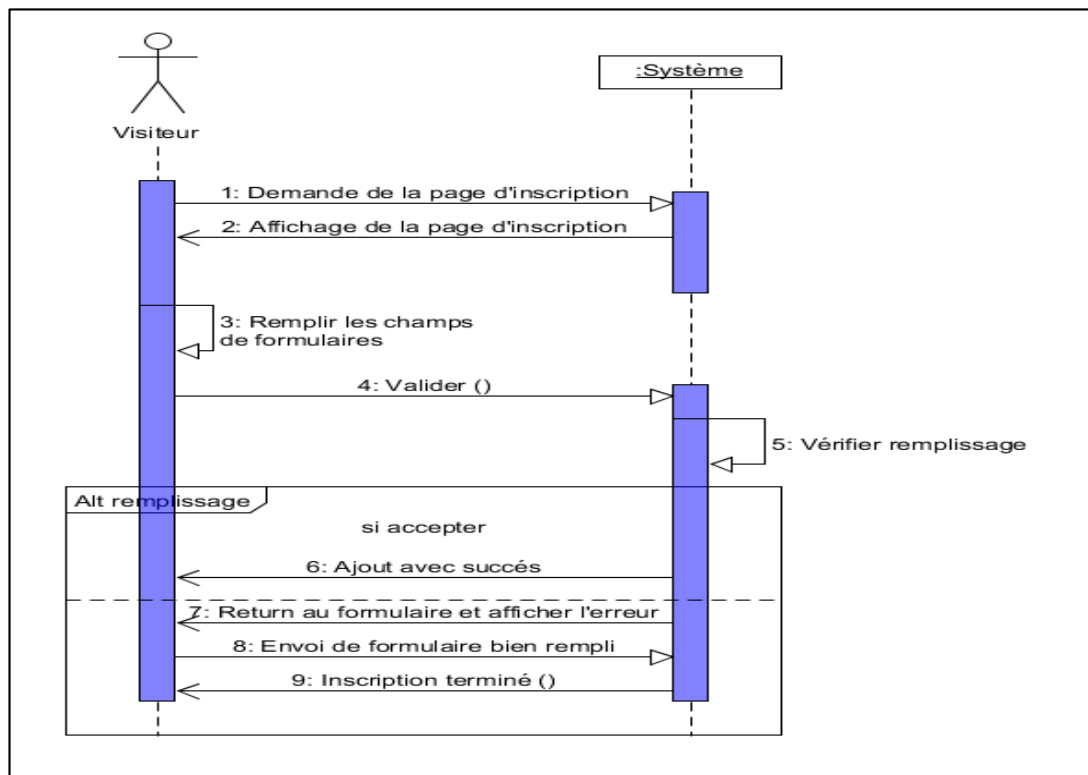 :Système
Visiteur
1: Demande de la page d'inscription
2: Affichage de la page d'inscription
3: Remplir les champs
de formulaires
4: Valider ()
5: Vérifier remplissage
Alt remplissage
si accepter
6: Ajout avec succés
7: Return au formulaire et afficher l'erreur
8: Envoi de formulaire bien rempli
9: Inscription terminé ()